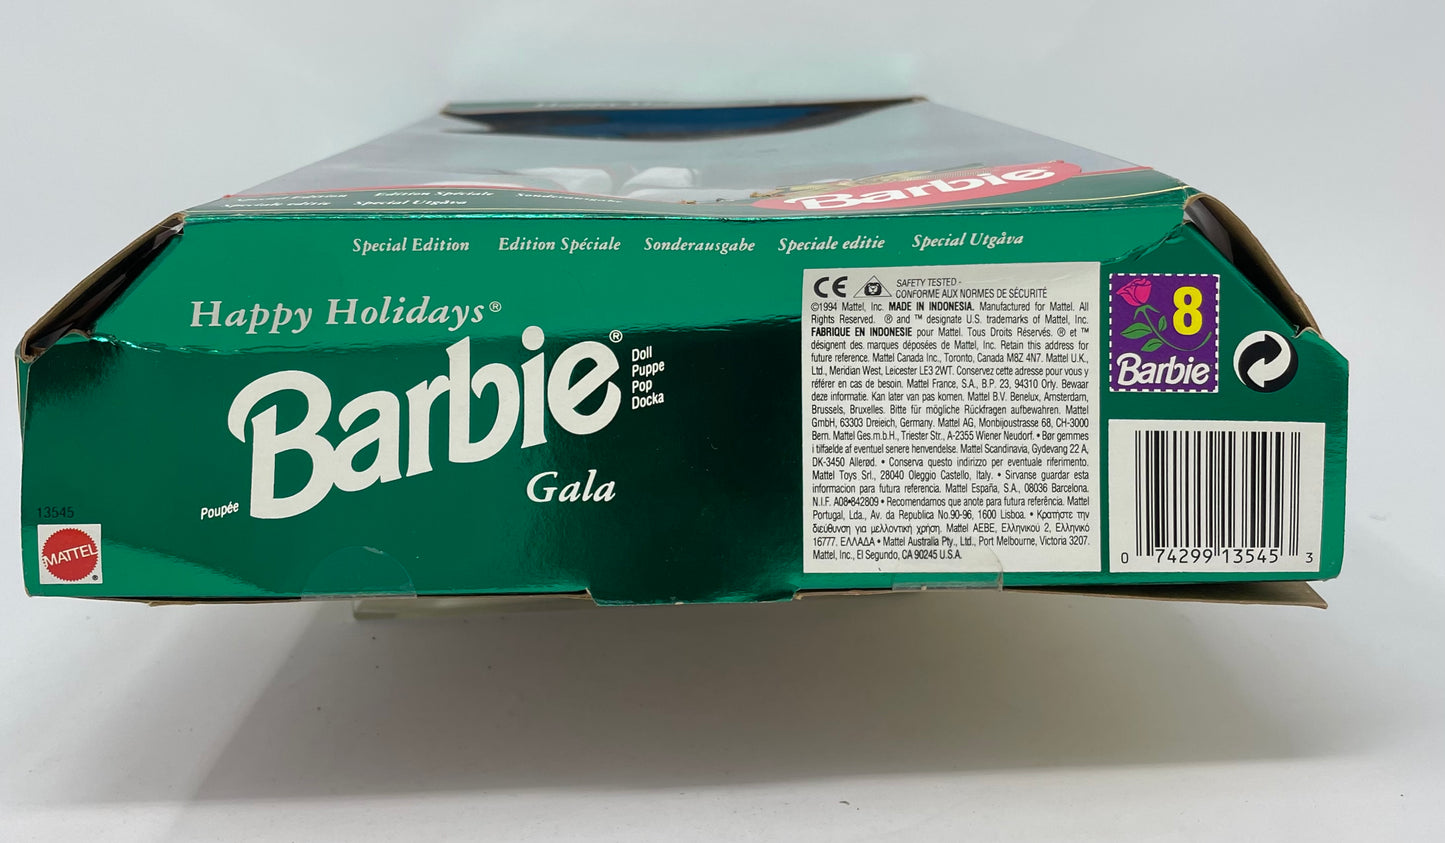 Edition Spéciale
Sonderausgabe
Speciale editie Special Utgåva
Barbie
Special Edition Edition Spéciale Sonderausgabe Speciale editie Special Utgåva
Happy Holidays®
Barbie®
Doll
Puppe
Pop
Docka
Poupée
Gala
13545
MATTEL
®
CE
SAFETY TESTED -
CONFORME AUX NORMES DE SÉCURITÉ
©1994 Mattel, Inc. MADE IN INDONESIA. Manufactured for Mattel. All
Rights Reserved. ® and ™ designate U.S. trademarks of Mattel, Inc.
FABRIQUE EN INDONESIE pour Mattel. Tous Droits Réservés. ® et ™
désignent des marques déposées de Mattel, Inc. Retain this address for
future reference. Mattel Canada Inc., Toronto, Canada M8Z 4N7. Mattel U.K.,
Ltd., Meridian West, Leicester LE3 2WT. Conservez cette adresse pour vous y
référer en cas de besoin. Mattel France, S.A., B.P. 23, 94310 Orly. Bewaar
deze informatie. Kan later van pas komen. Mattel B.V. Benelux, Amsterdam,
Brussels, Bruxelles. Bitte für mögliche Rückfragen aufbewahren. Mattel
GmbH, 63303 Dreieich, Germany. Mattel AG, Monbijoustrasse 68, CH-3000
Bern. Mattel Ges.m.b.H., Triester Str., A-2355 Wiener Neudorf. • Bør gemmes
i tilfaelde af eventuel senere henvendelse. Mattel Scandinavia, Gydevang 22 A,
DK-3450 Allerød. • Conserva questo indirizzo per eventuale riferimento.
Mattel Toys Srl., 28040 Oleggio Castello, Italy. • Sirvanse guardar esta
informacion para futura referencia. Mattel España, S.A., 08036 Barcelona.
N.I.F. A08-842809 • Recomendamos que anote para futura referência. Mattel
Portugal, Lda., Av. da Republica No.90-96, 1600 Lisboa. • Κρατήστε την
διεύθυνση για μελλοντική χρήση. Mattel AEBE, Ελληνικού 2, Ελληνικό
16777. ΕΛΛΑΔΑ • Mattel Australia Pty., Ltd., Port Melbourne, Victoria 3207.
Mattel, Inc., El Segundo, CA 90245 U.S.A.
8
Barbie
0 74299 13545 3